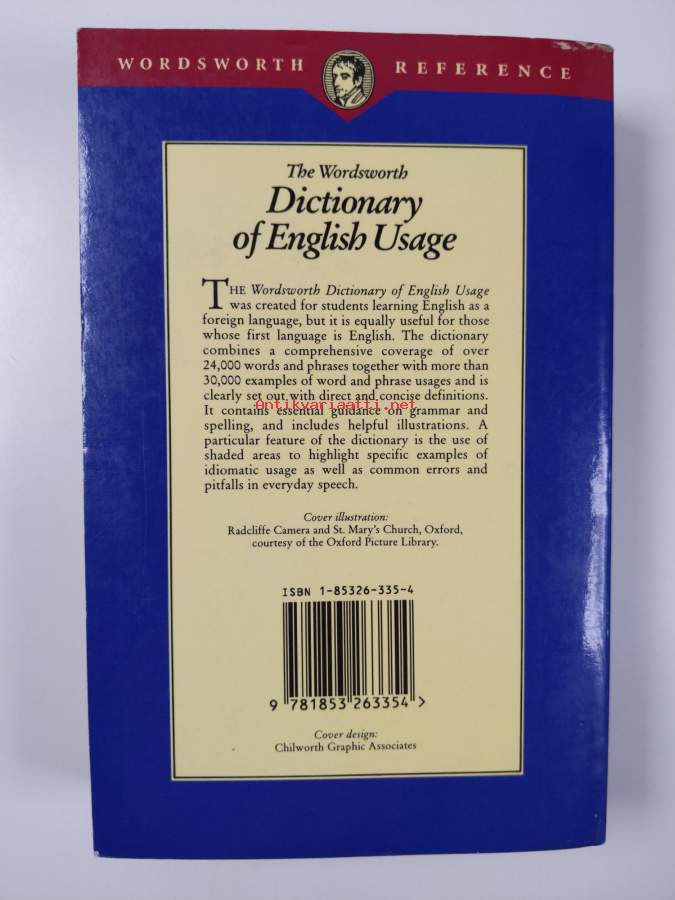 WORDSWORTH REFERENCE
The Wordsworth
Dictionary
of English Usage
THE Wordsworth Dictionary of English Usage
was created for students learning English as a
foreign language, but it is equally useful for those
whose first language is English. The dictionary
combines a comprehensive coverage of over
24,000 words and phrases together with more than
30,000 examples of word and phrase usages and is
clearly set out with direct and concise definitions.
Antikvariaatti.net
It contains essential guidance on grammar and
spelling, and includes helpful illustrations. A
particular feature of the dictionary is the use of
shaded areas to highlight specific examples of
idiomatic usage as well as common errors and
pitfalls in everyday speech.
Cover illustration:
Radcliffe Camera and St. Mary's Church, Oxford,
courtesy of the Oxford Picture Library.
ISBN 1-85326-335-4
9 781853 263354 >
Cover design:
Chilworth Graphic Associates